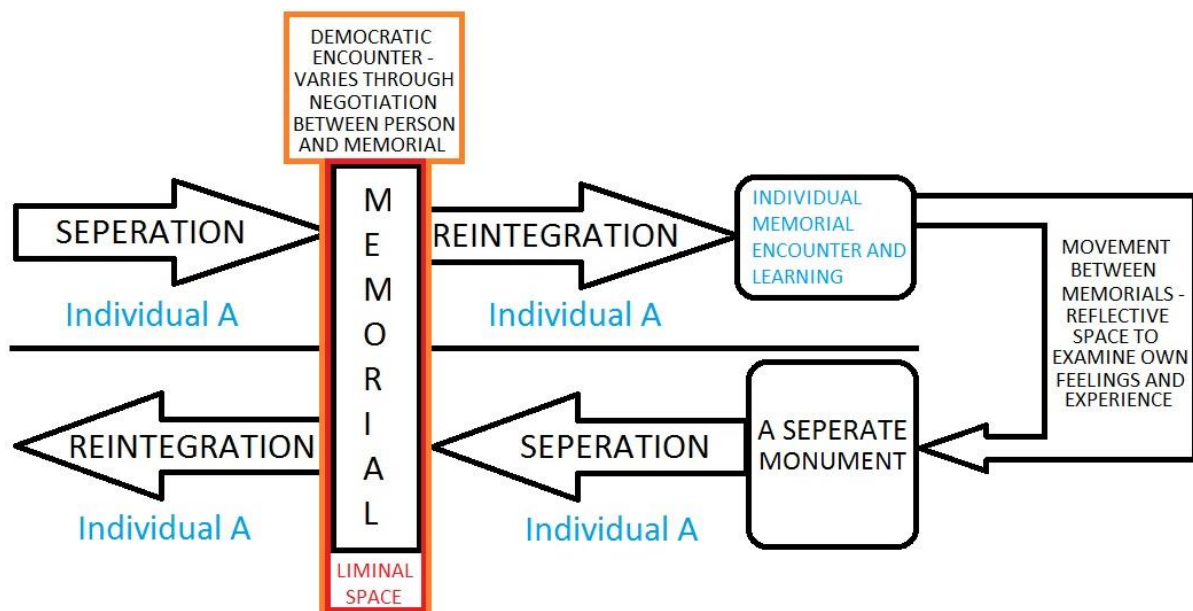 DEMOCRATIC
ENCOUNTER -
VARIES THROUGH
NEGOTIATION
BETWEEN PERSON
AND MEMORIAL
SEPERATION
Individual A
M
E
M
O
R
I
A
L
LIMINAL
SPACE
REINTEGRATION
Individual A
INDIVIDUAL
MEMORIAL
ENCOUNTER AND
LEARNING
MOVEMENT
BETWEEN
MEMORIALS -
REFLECTIVE
SPACE TO
EXAMINE OWN
FEELINGS AND
EXPERIENCE
A SEPERATE
MONUMENT
SEPERATION
Individual A
REINTEGRATION
Individual A